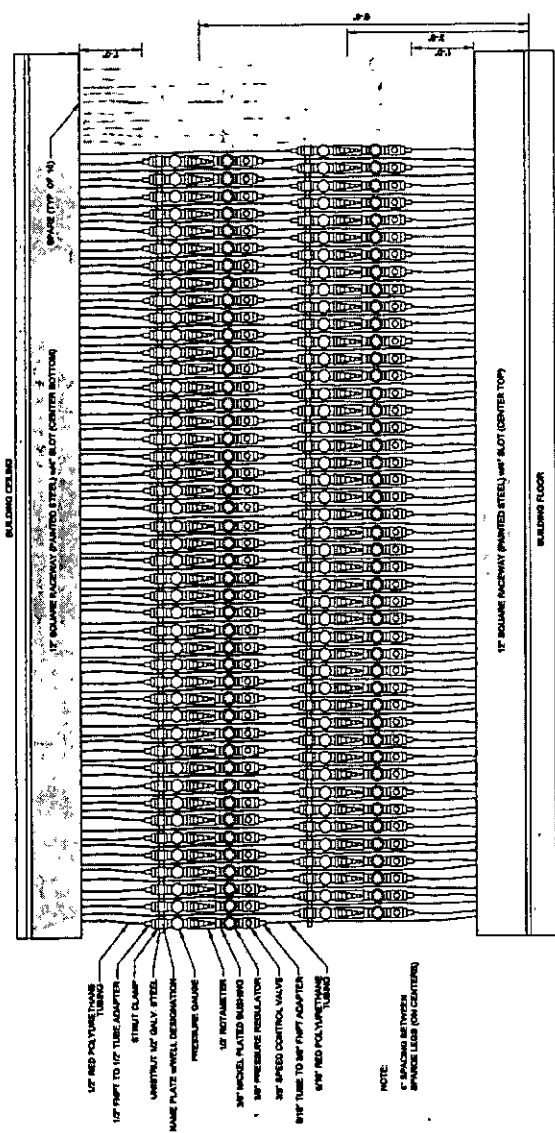 BUILDING CEILING
12" SQUARE RACEWAY (PAINTED STEEL) w/4" SLOT (CENTER BOTTOM)
SPARE (TYP OF 10)
1/2" RED POLYURETHANE
TUBING
1/2" FNPT TO 1/2" TUBE ADAPTER
STRUT CLAMP
UNISTRUT 1/2" GALV. STEEL
NAME PLATE w/WELL DESIGNATION
PRESSURE GAUGE
1/2" ROTAMETER
3/8" NICKEL PLATED BUSHING
3/8" PRESSURE REGULATOR
3/8" SPEED CONTROL VALVE
5/16" TUBE TO 3/8" FNPT ADAPTER
5/16" RED POLYURETHANE
TUBING
NOTE:
6" SPACING BETWEEN
SPARGE LEGS (ON CENTERS)
12" SQUARE RACEWAY (PAINTED STEEL) w/4" SLOT (CENTER TOP)
BUILDING FLOOR